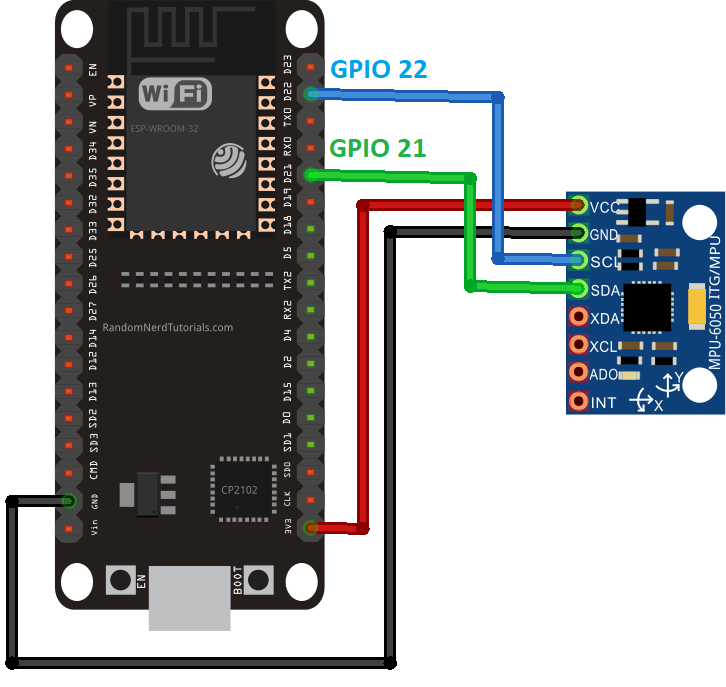 GPIO 22
GPIO 21
EN
VP
VN
D34
D35
D32
D33
D25
D26
D27
D14
D12
D13
SD2
SD3
CMD
GND
Vin
WiFi
ESP-WROOM-32
RandomNerdTutorials.com
CP2102
EN
BOOT
D23
D22
TX0
RX0
D21
D19
D18
D5
TX2
RX2
D4
D2
D15
D0
SD1
SD0
CLK
3V3
VCC
GND
SCL
SDA
XDA
XCL
ADO
INT
MPU-6050 ITG/MPU
Y
X